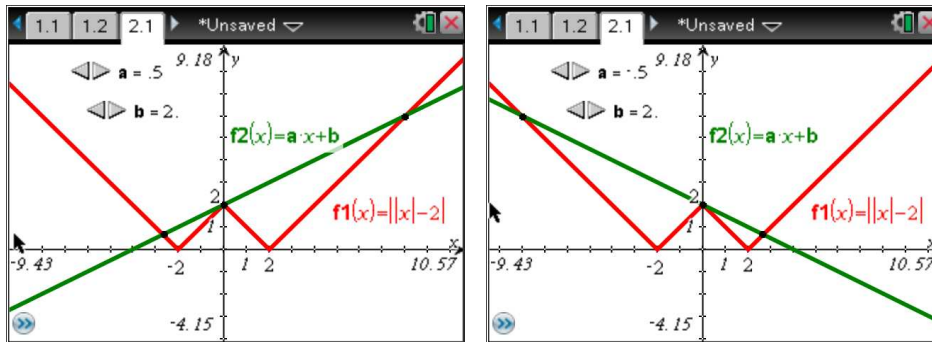 1.1 1.2 2.1 *Unsaved
9.18 y
a = .5
b = 2.
f2(x)=a·x+b
2
1
f1(x)=||x|-2|
x
-9.43 -2 1 2 10.57
-4.15
1.1 1.2 2.1 *Unsaved
9.18 y
a = -.5
b = 2.
f2(x)=a·x+b
2
1
f1(x)=||x|-2|
x
-9.43 -2 1 2 10.57
-4.15